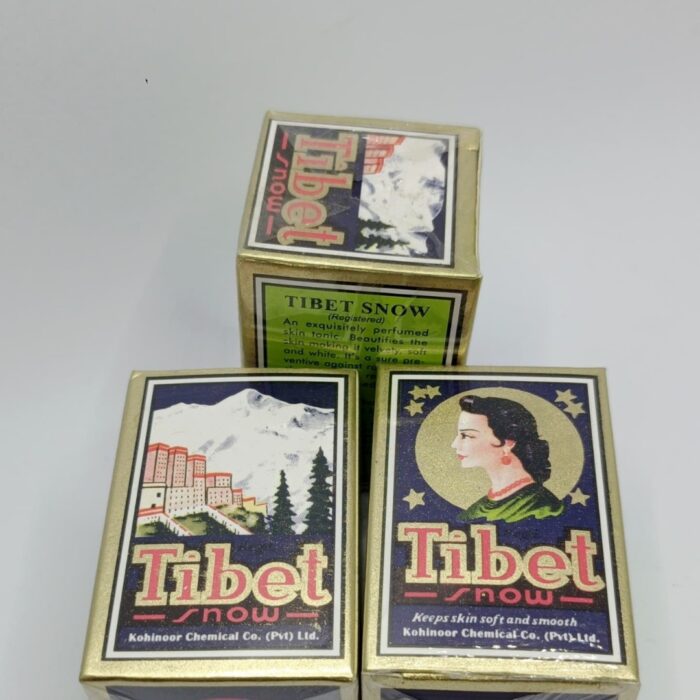 Tibet
snow
TIBET SNOW
(Registered)
An exquisitely perfumed
skin tonic. Beautifies the
skin making it velvety, soft
and white. It's a sure pre-
ventive against
Tibet
snow
Kohinoor Chemical Co. (Pvt) Ltd.
Tibet
snow
Keeps skin soft and smooth
Kohinoor Chemical Co. (Pvt) Ltd.